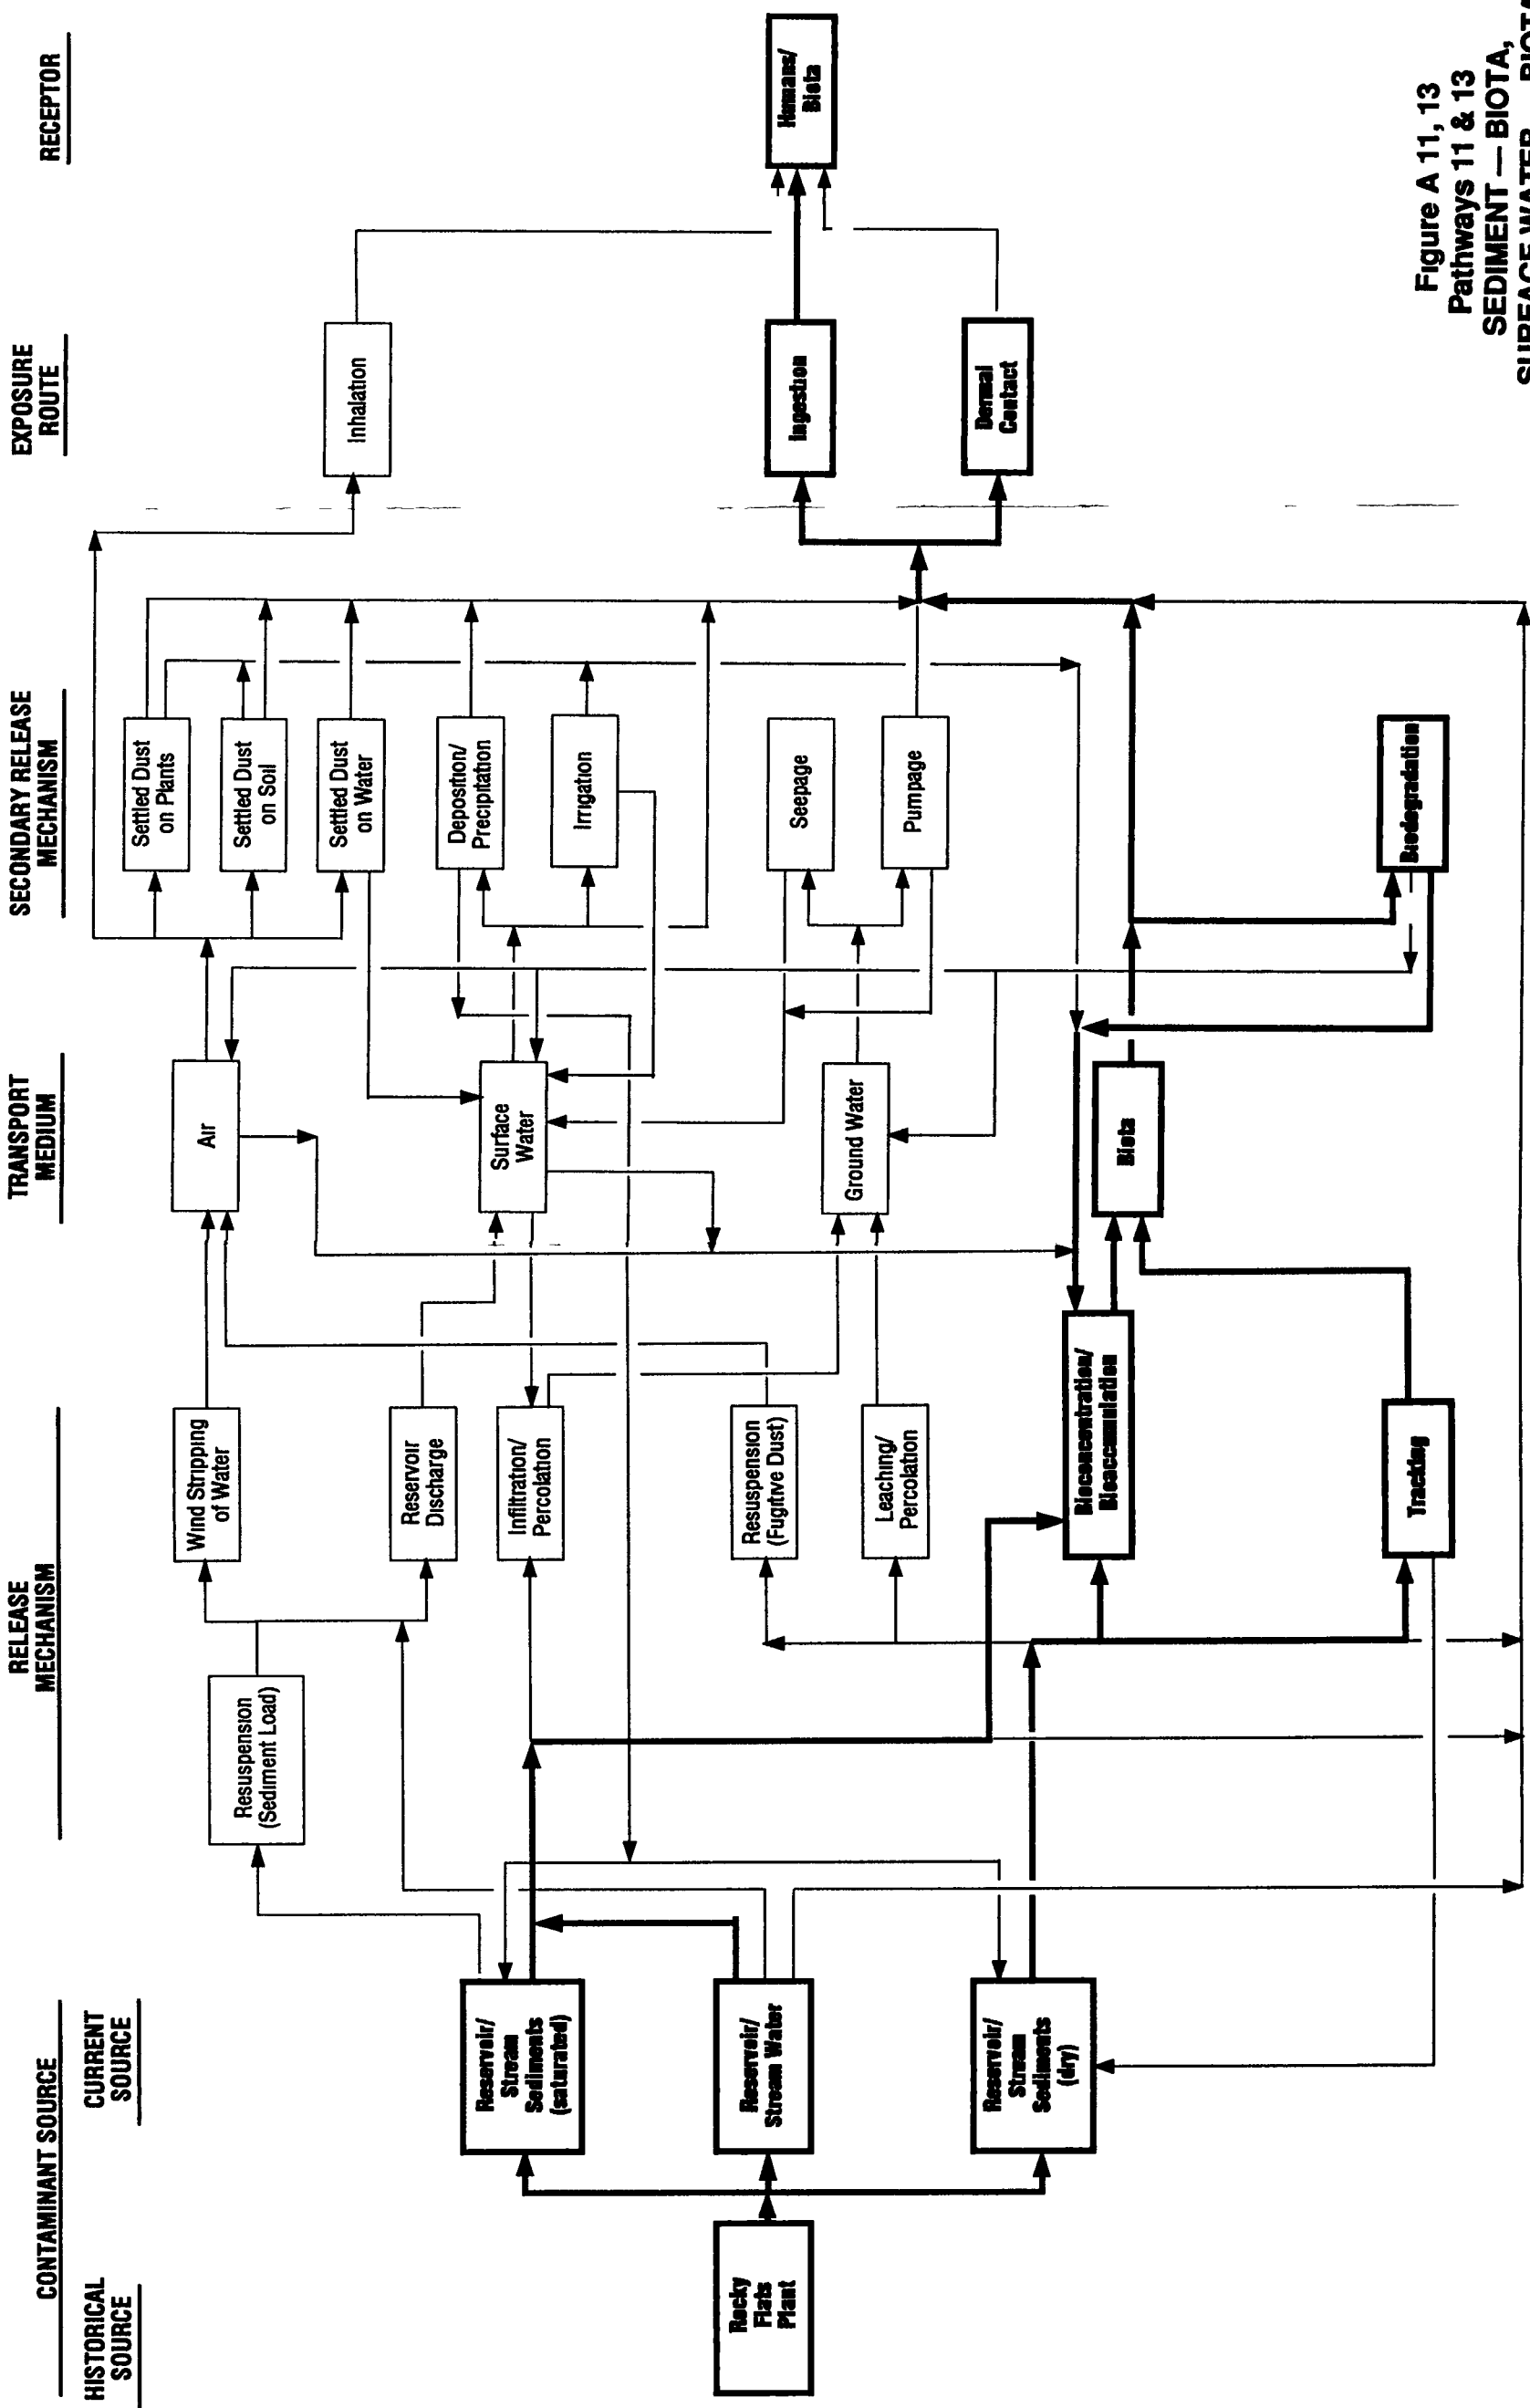 CONTAMINANT SOURCE
HISTORICAL
SOURCE
CURRENT
SOURCE
RELEASE
MECHANISM
TRANSPORT
MEDIUM
SECONDARY RELEASE
MECHANISM
EXPOSURE
ROUTE
RECEPTOR
Rocky
Flats
Plant
Reservoir/
Stream
Sediments
(saturated)
Reservoir/
Stream Water
Reservoir/
Stream
Sediments
(dry)
Resuspension
(Sediment Load)
Wind Stripping
of Water
Reservoir
Discharge
Infiltration/
Percolation
Resuspension
(Fugitive Dust)
Leaching/
Percolation
Bioconcentration/
Bioaccumulation
Tracking
Air
Surface
Water
Ground Water
Biota
Settled Dust
on Plants
Settled Dust
on Soil
Settled Dust
on Water
Deposition/
Precipitation
Irrigation
Seepage
Pumpage
Biodegradation
Inhalation
Ingestion
Dermal
Contact
Humans/
Biota
Figure A 11, 13
Pathways 11 & 13
SEDIMENT — BIOTA,
SURFACE WATER — BIOTA